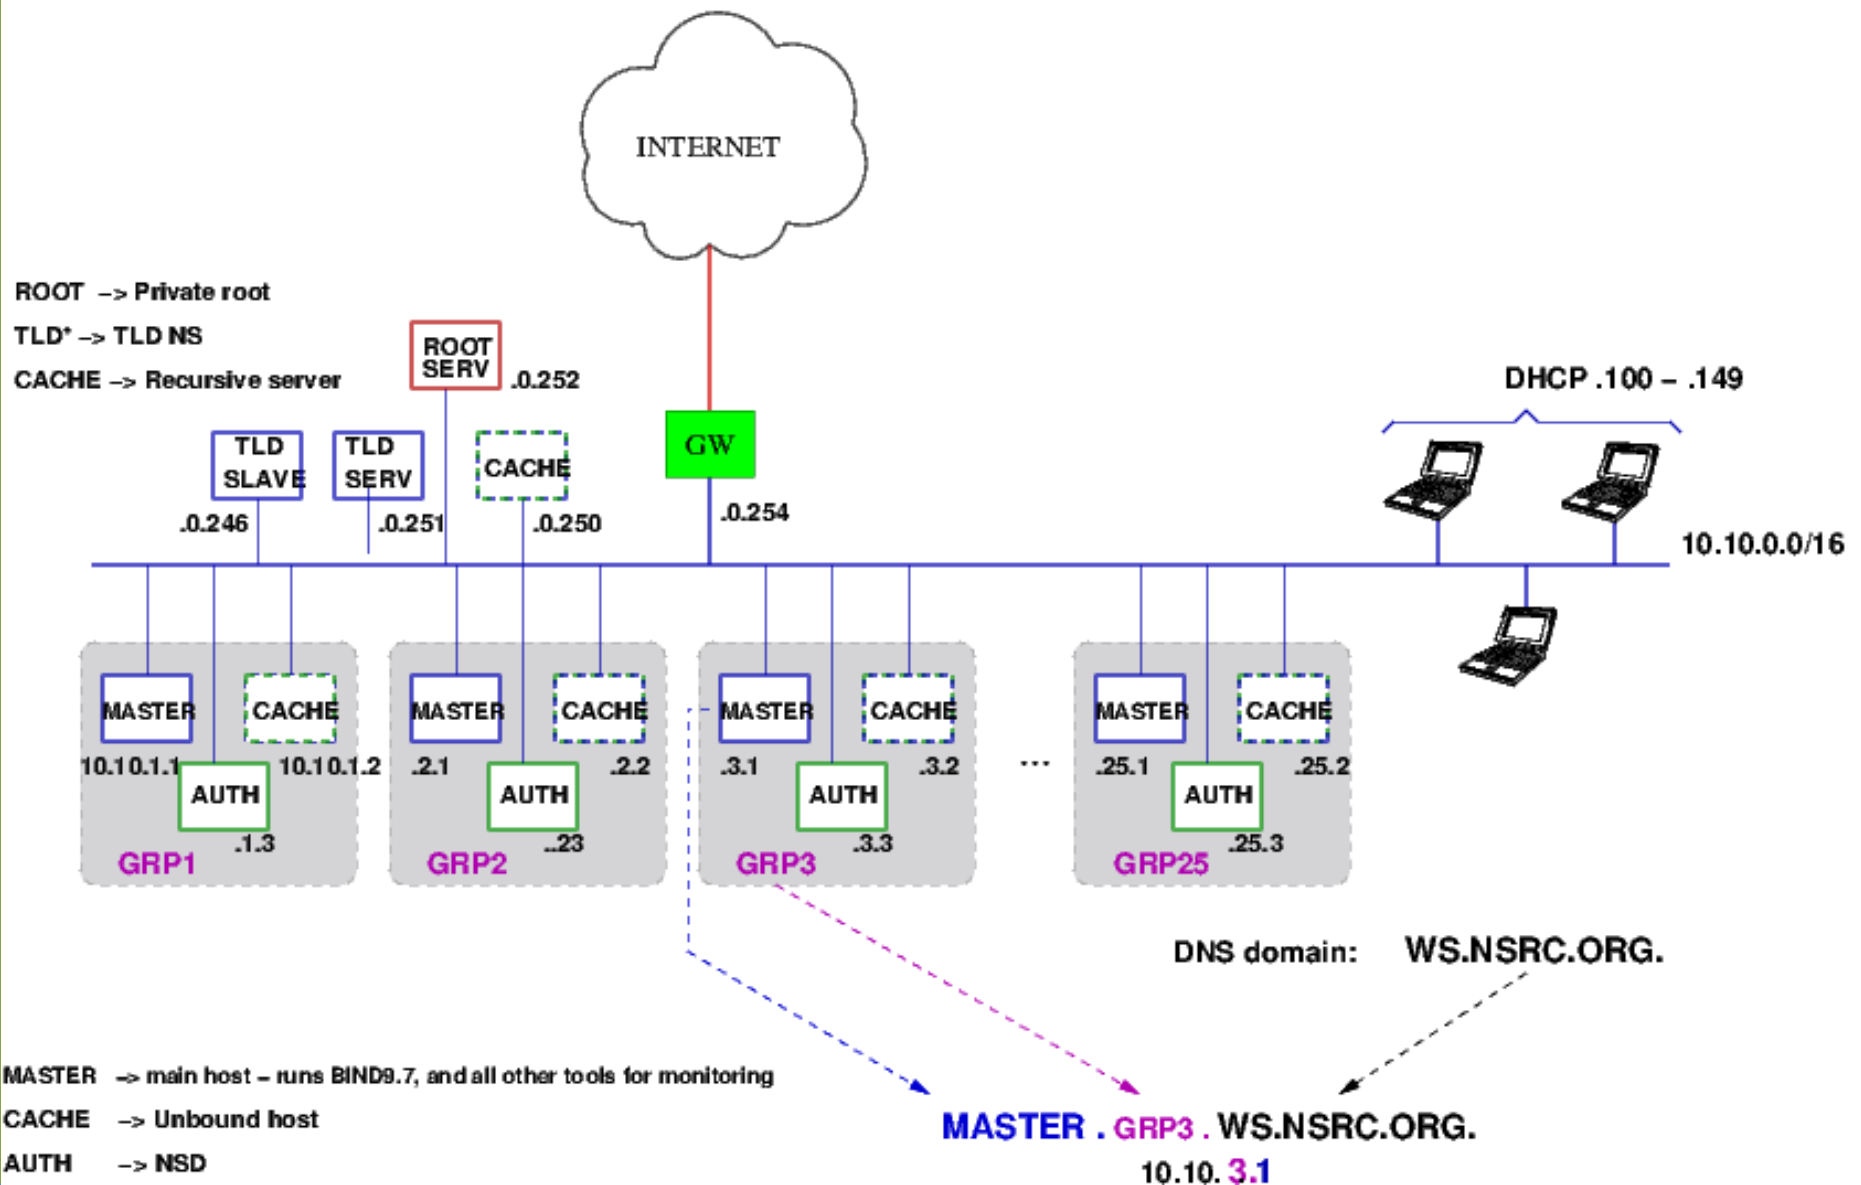 INTERNET
ROOT –> Private root
TLD* –> TLD NS
CACHE –> Recursive server
ROOT
SERV
.0.252
DHCP .100 – .149
TLD
SLAVE
TLD
SERV
CACHE
GW
.0.246
.0.251
.0.250
.0.254
10.10.0.0/16
MASTER
CACHE
MASTER
CACHE
MASTER
CACHE
MASTER
CACHE
10.10.1.1
10.10.1.2
.2.1
.2.2
.3.1
.3.2
...
.25.1
.25.2
AUTH
AUTH
AUTH
AUTH
.1.3
..23
.3.3
.25.3
GRP1
GRP2
GRP3
GRP25
DNS domain: WS.NSRC.ORG.
MASTER –> main host – runs BIND9.7, and all other tools for monitoring
CACHE –> Unbound host
AUTH –> NSD
MASTER . GRP3 . WS.NSRC.ORG.
10.10. 3.1